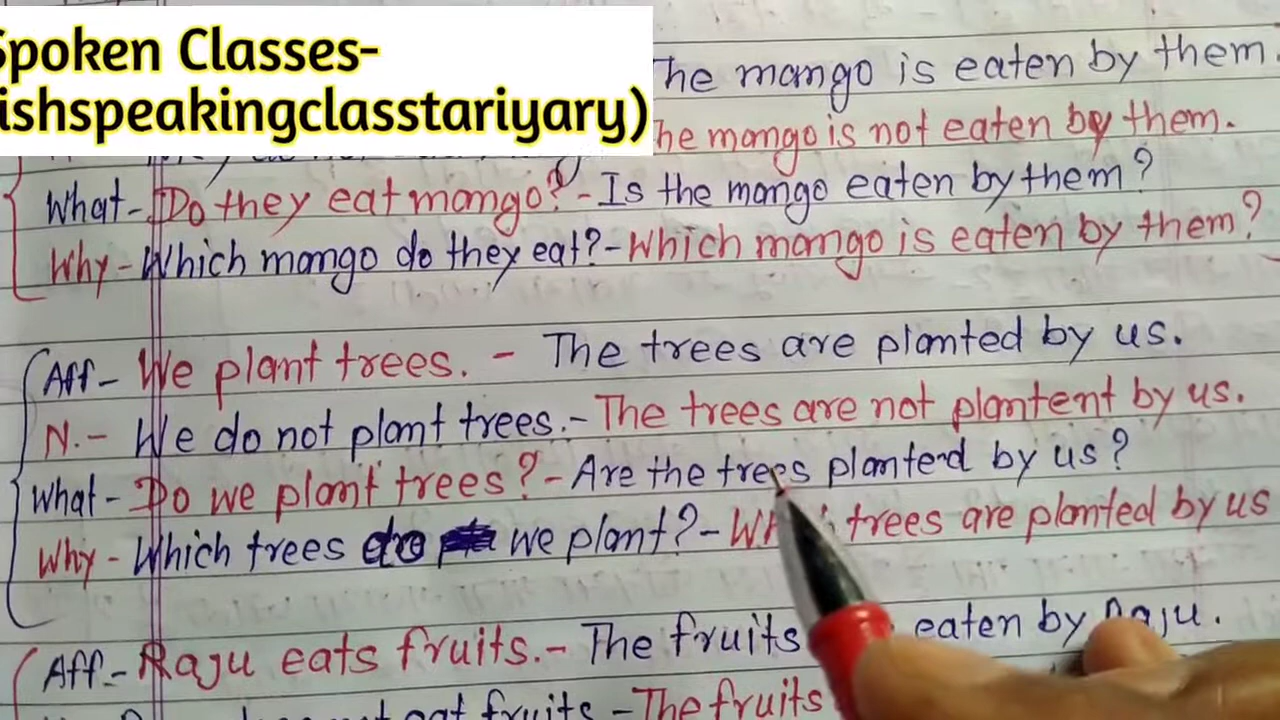 Spoken Classes-
ishspeakingclasstariyary)
The mango is eaten by them.
he mango is not eaten by them.
What- Do they eat mango? - Is the mango eaten by them?
Why - Which mango do they eat? - Which mango is eaten by them?
Aff - We plant trees. - The trees are planted by us.
N. - We do not plant trees. - The trees are not plantent by us.
What - Do we plant trees? - Are the trees planted by us?
Why - Which trees do we plant? - trees are planted by us
Aff - Raju eats fruits. - The fruits eaten by Raju.
not eat fruits - The fruits